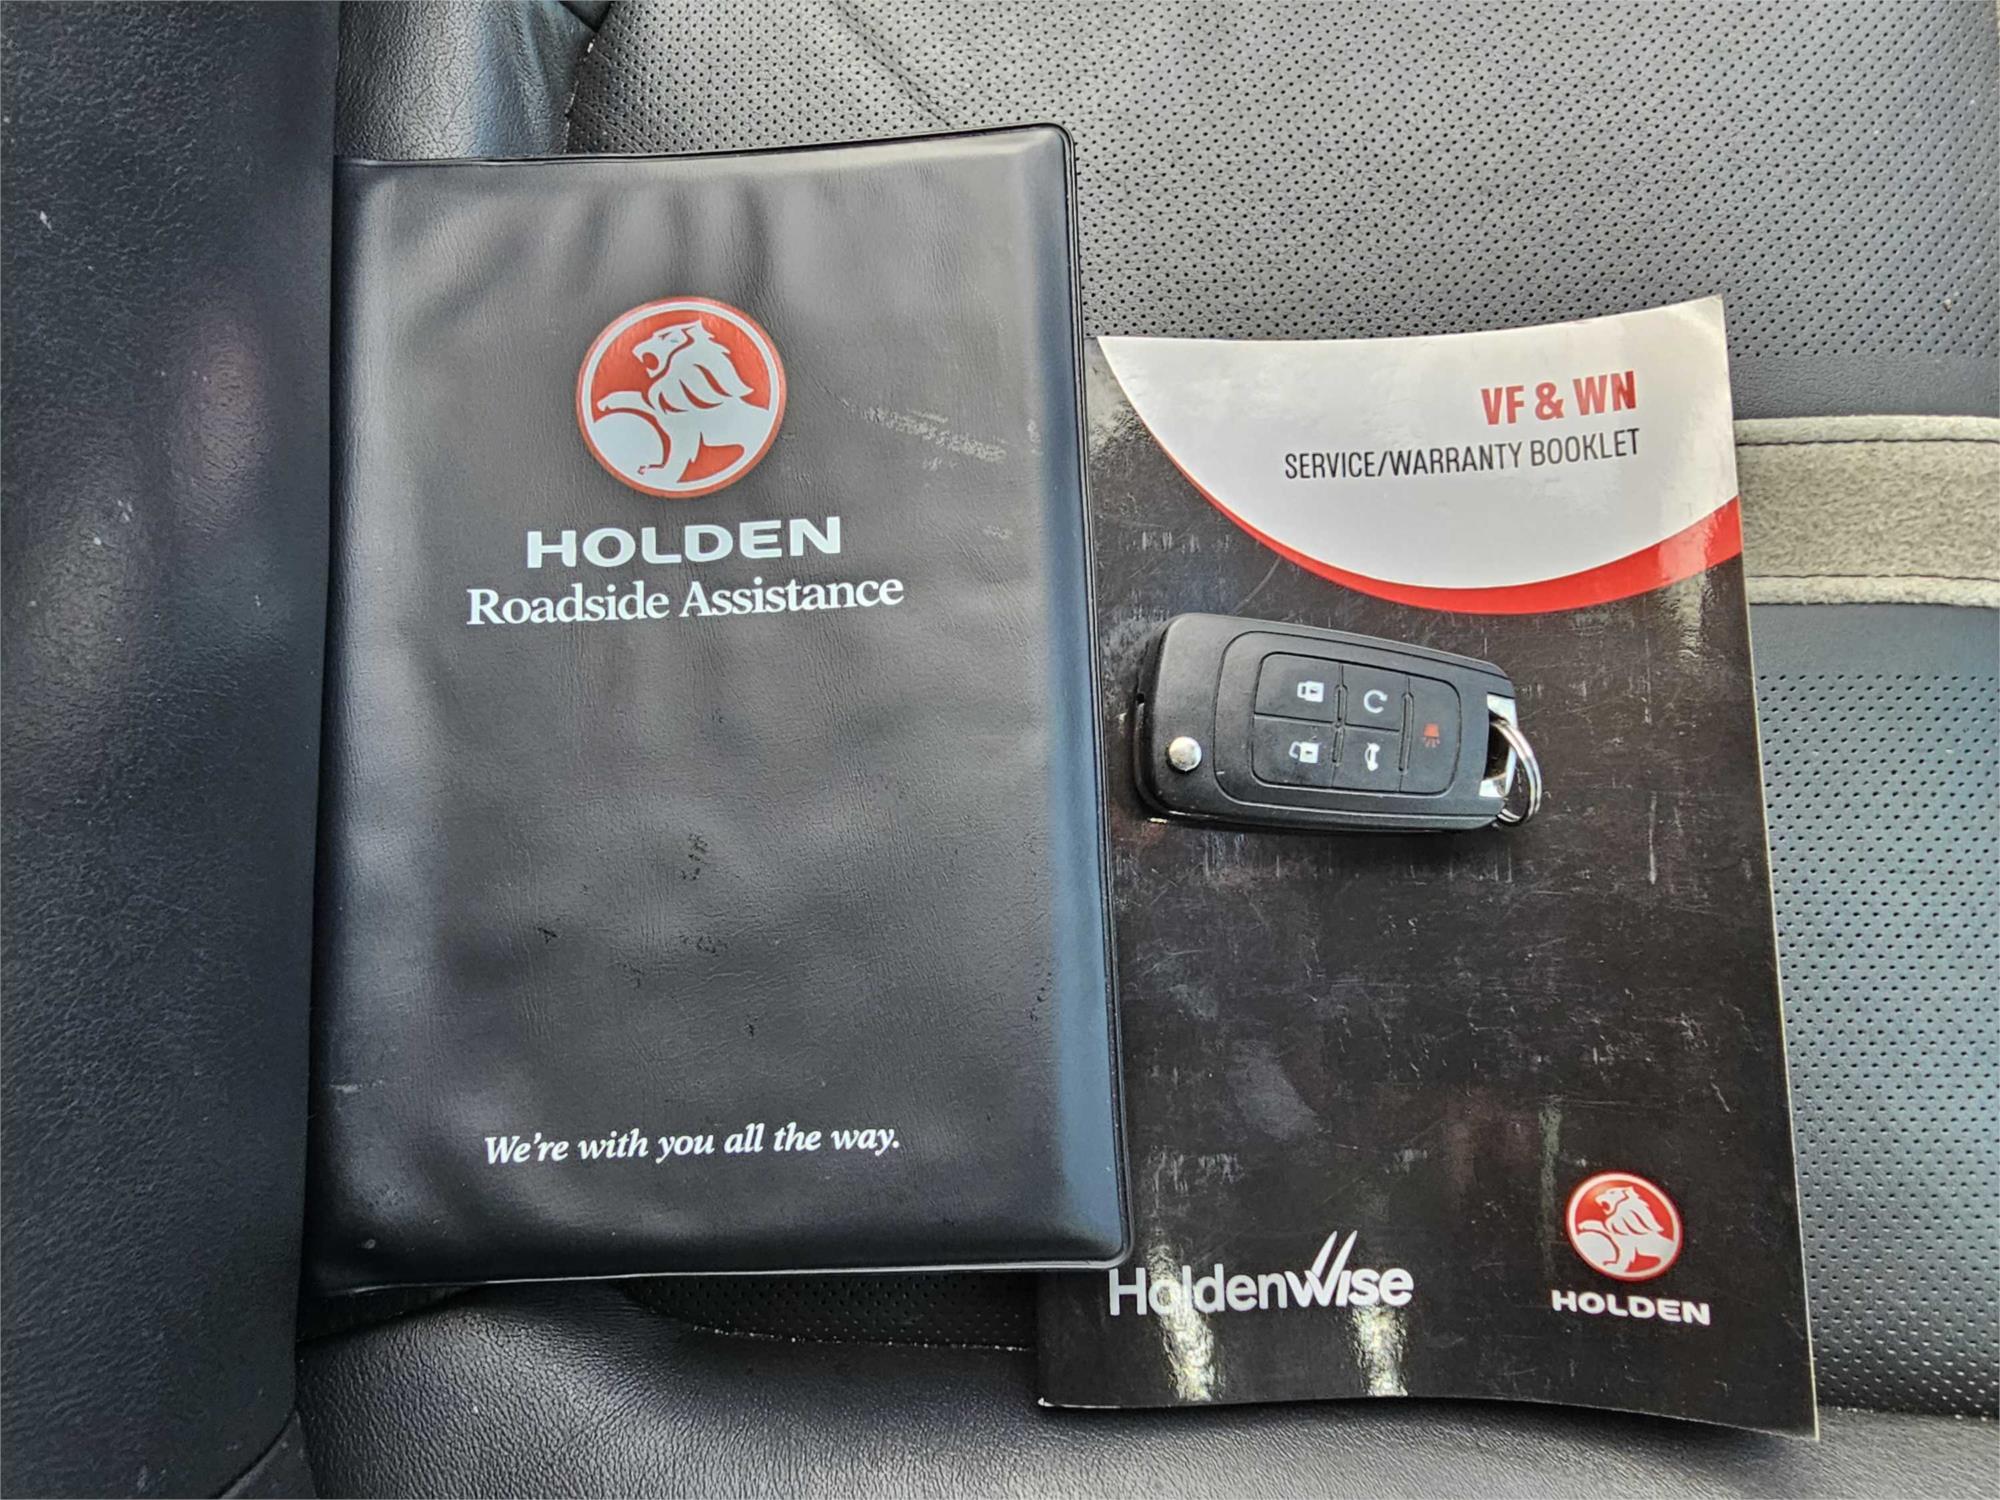 HOLDEN
Roadside Assistance
We're with you all the way.
VF & WN
SERVICE/WARRANTY BOOKLET
HoldenWise
HOLDEN